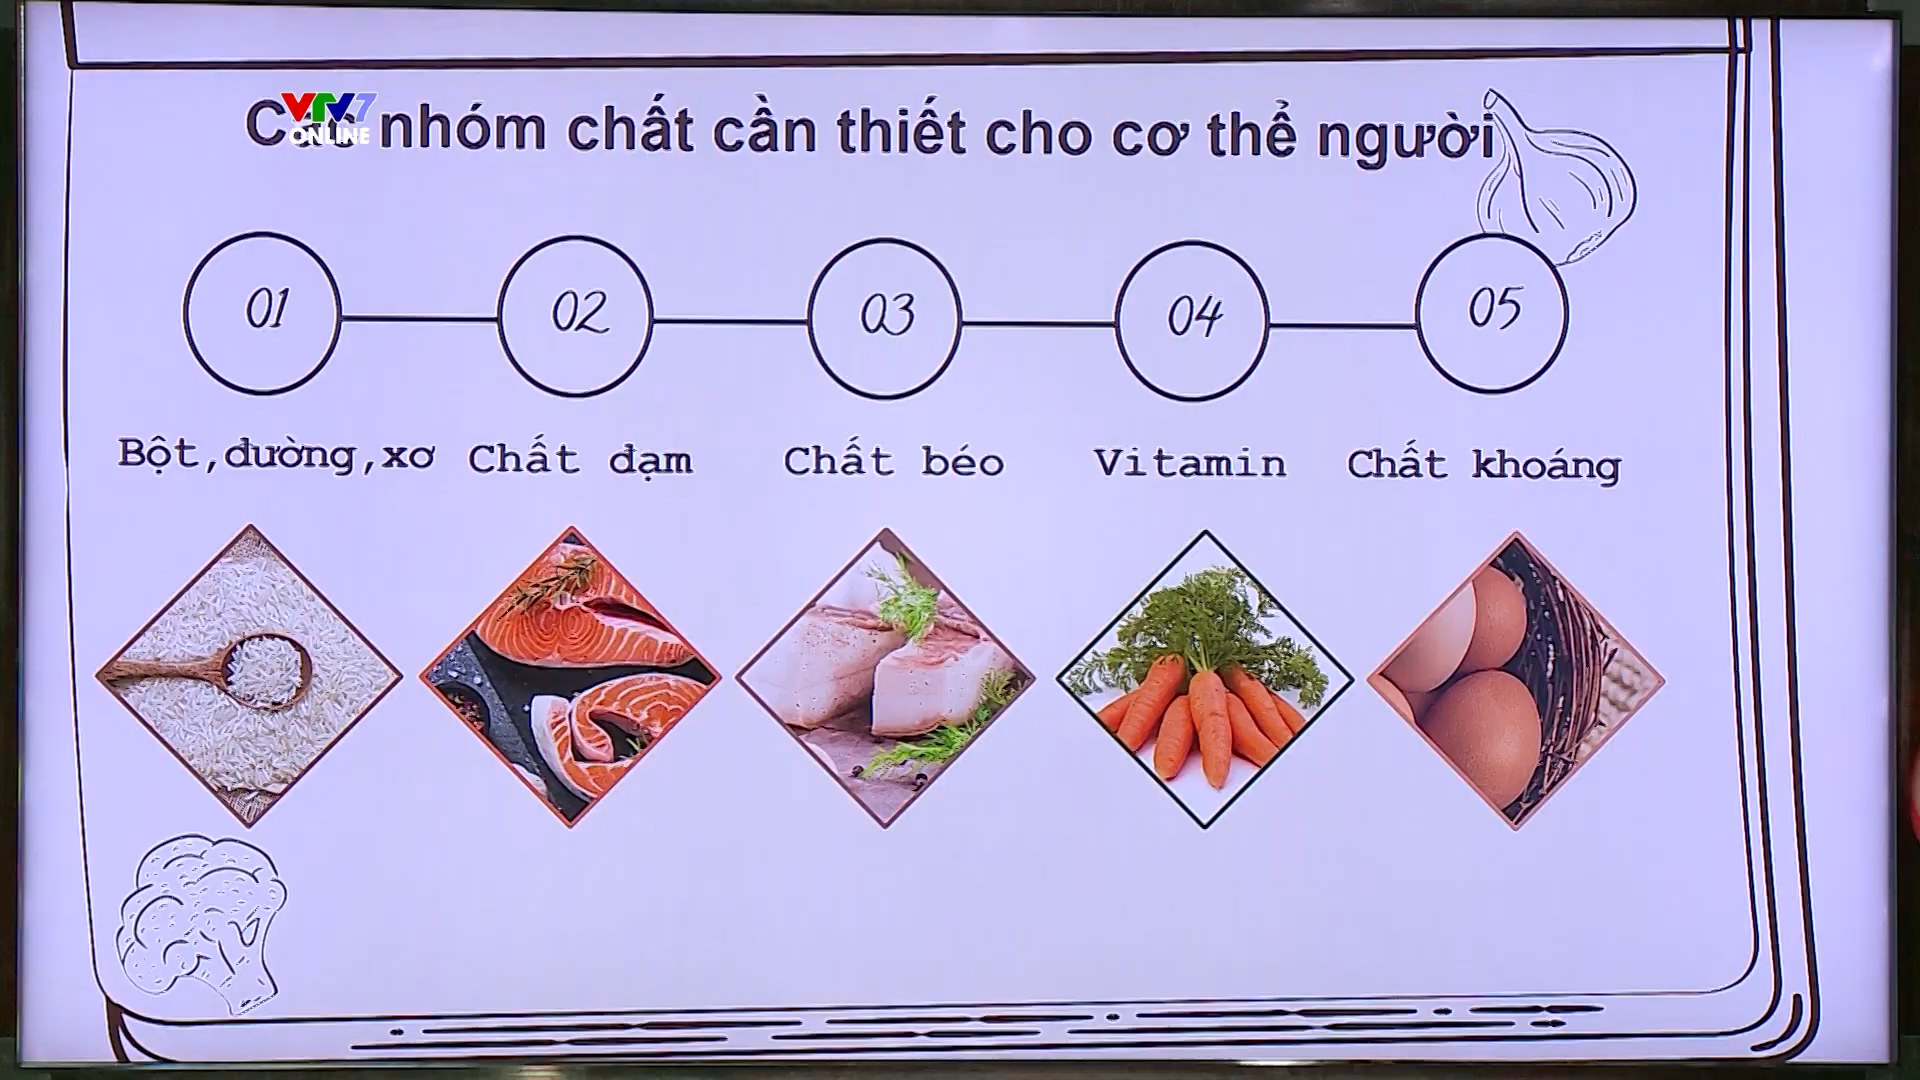 VTV7
ONLINE
nhóm chất cần thiết cho cơ thể người
01
02
03
04
05
Bột,đường,xơ
Chất đạm
Chất béo
Vitamin
Chất khoáng